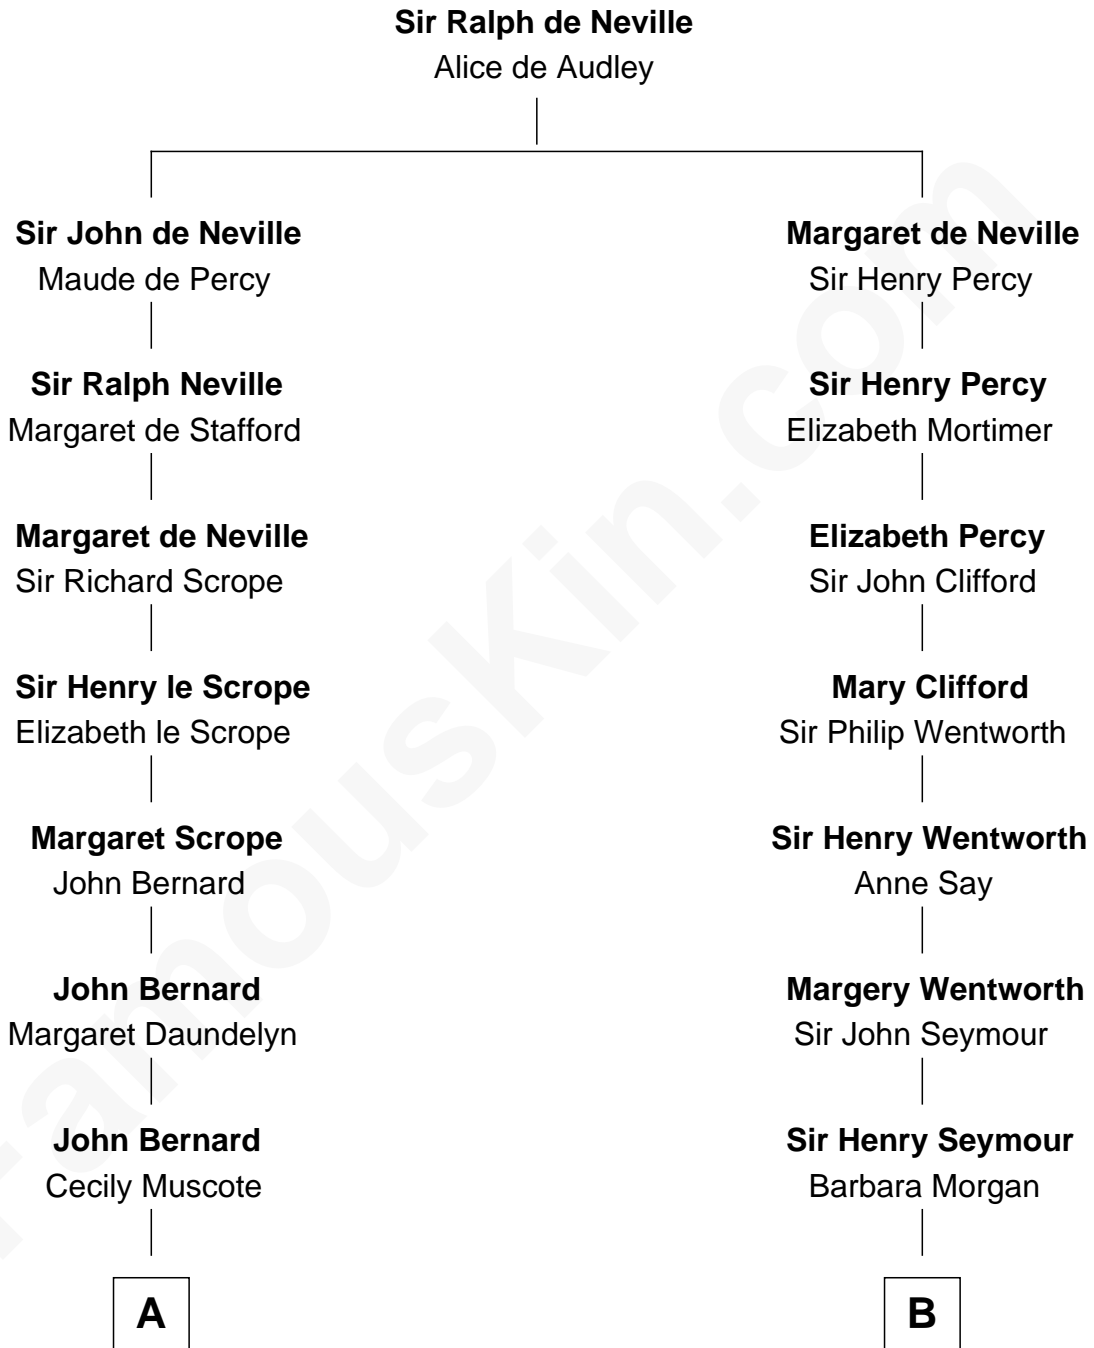 Sir Ralph de Neville
Alice de Audley
Sir John de Neville
Maude de Percy
Margaret de Neville
Sir Henry Percy
Sir Ralph Neville
Margaret de Stafford
Sir Henry Percy
Elizabeth Mortimer
Margaret de Neville
Sir Richard Scrope
Elizabeth Percy
Sir John Clifford
Sir Henry le Scrope
Elizabeth le Scrope
Mary Clifford
Sir Philip Wentworth
Margaret Scrope
John Bernard
Sir Henry Wentworth
Anne Say
John Bernard
Margaret Daundelyn
Margery Wentworth
Sir John Seymour
John Bernard
Cecily Muscote
Sir Henry Seymour
Barbara Morgan
A
B
FamousKin.com